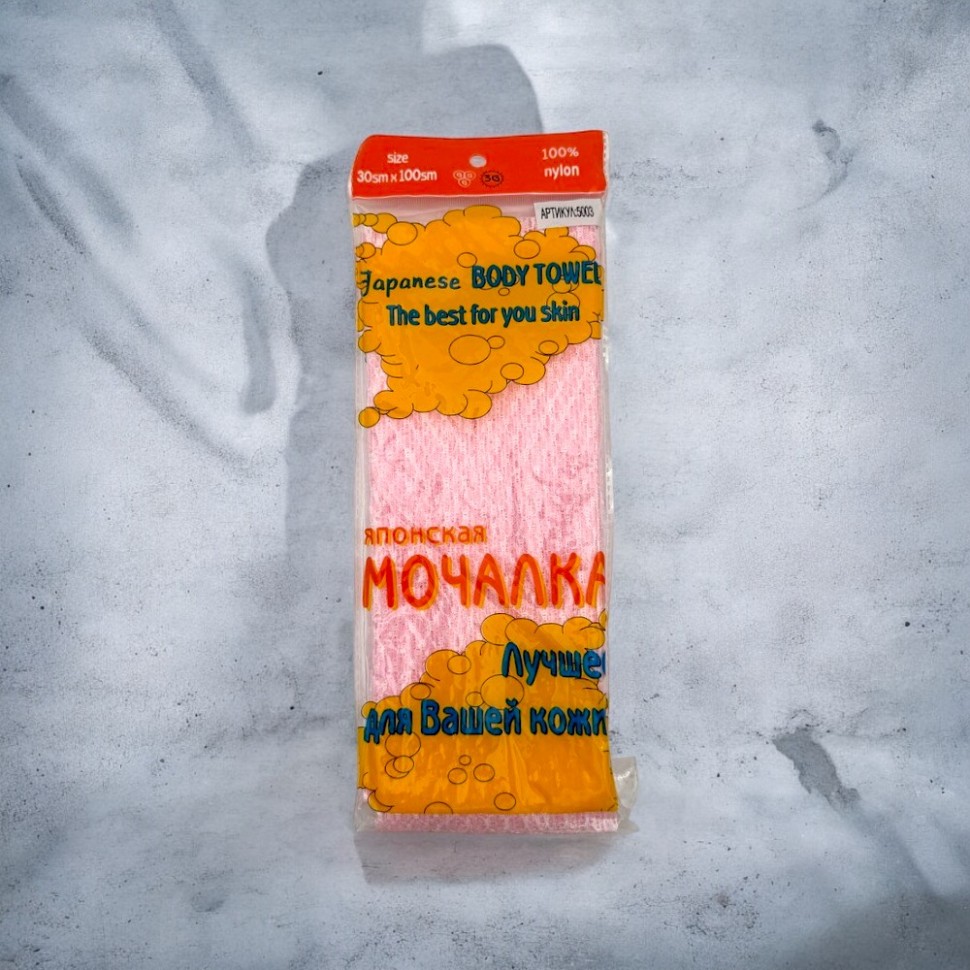 size
30sm x 100sm
100%
nylon
АРТИКУЛ:5003
Japanese BODY TOWEL
The best for you skin
японская
МОЧАЛКА
Лучшее
для Вашей кожи